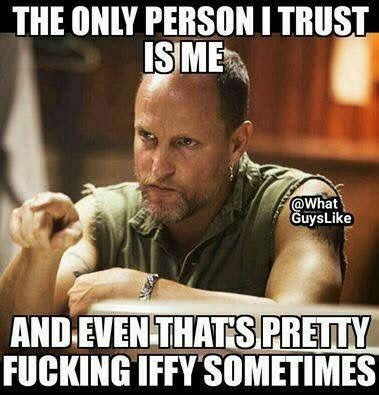 THE ONLY PERSON I TRUST
IS ME
@What
GuysLike
AND EVEN THAT'S PRETTY
FUCKING IFFY SOMETIMES